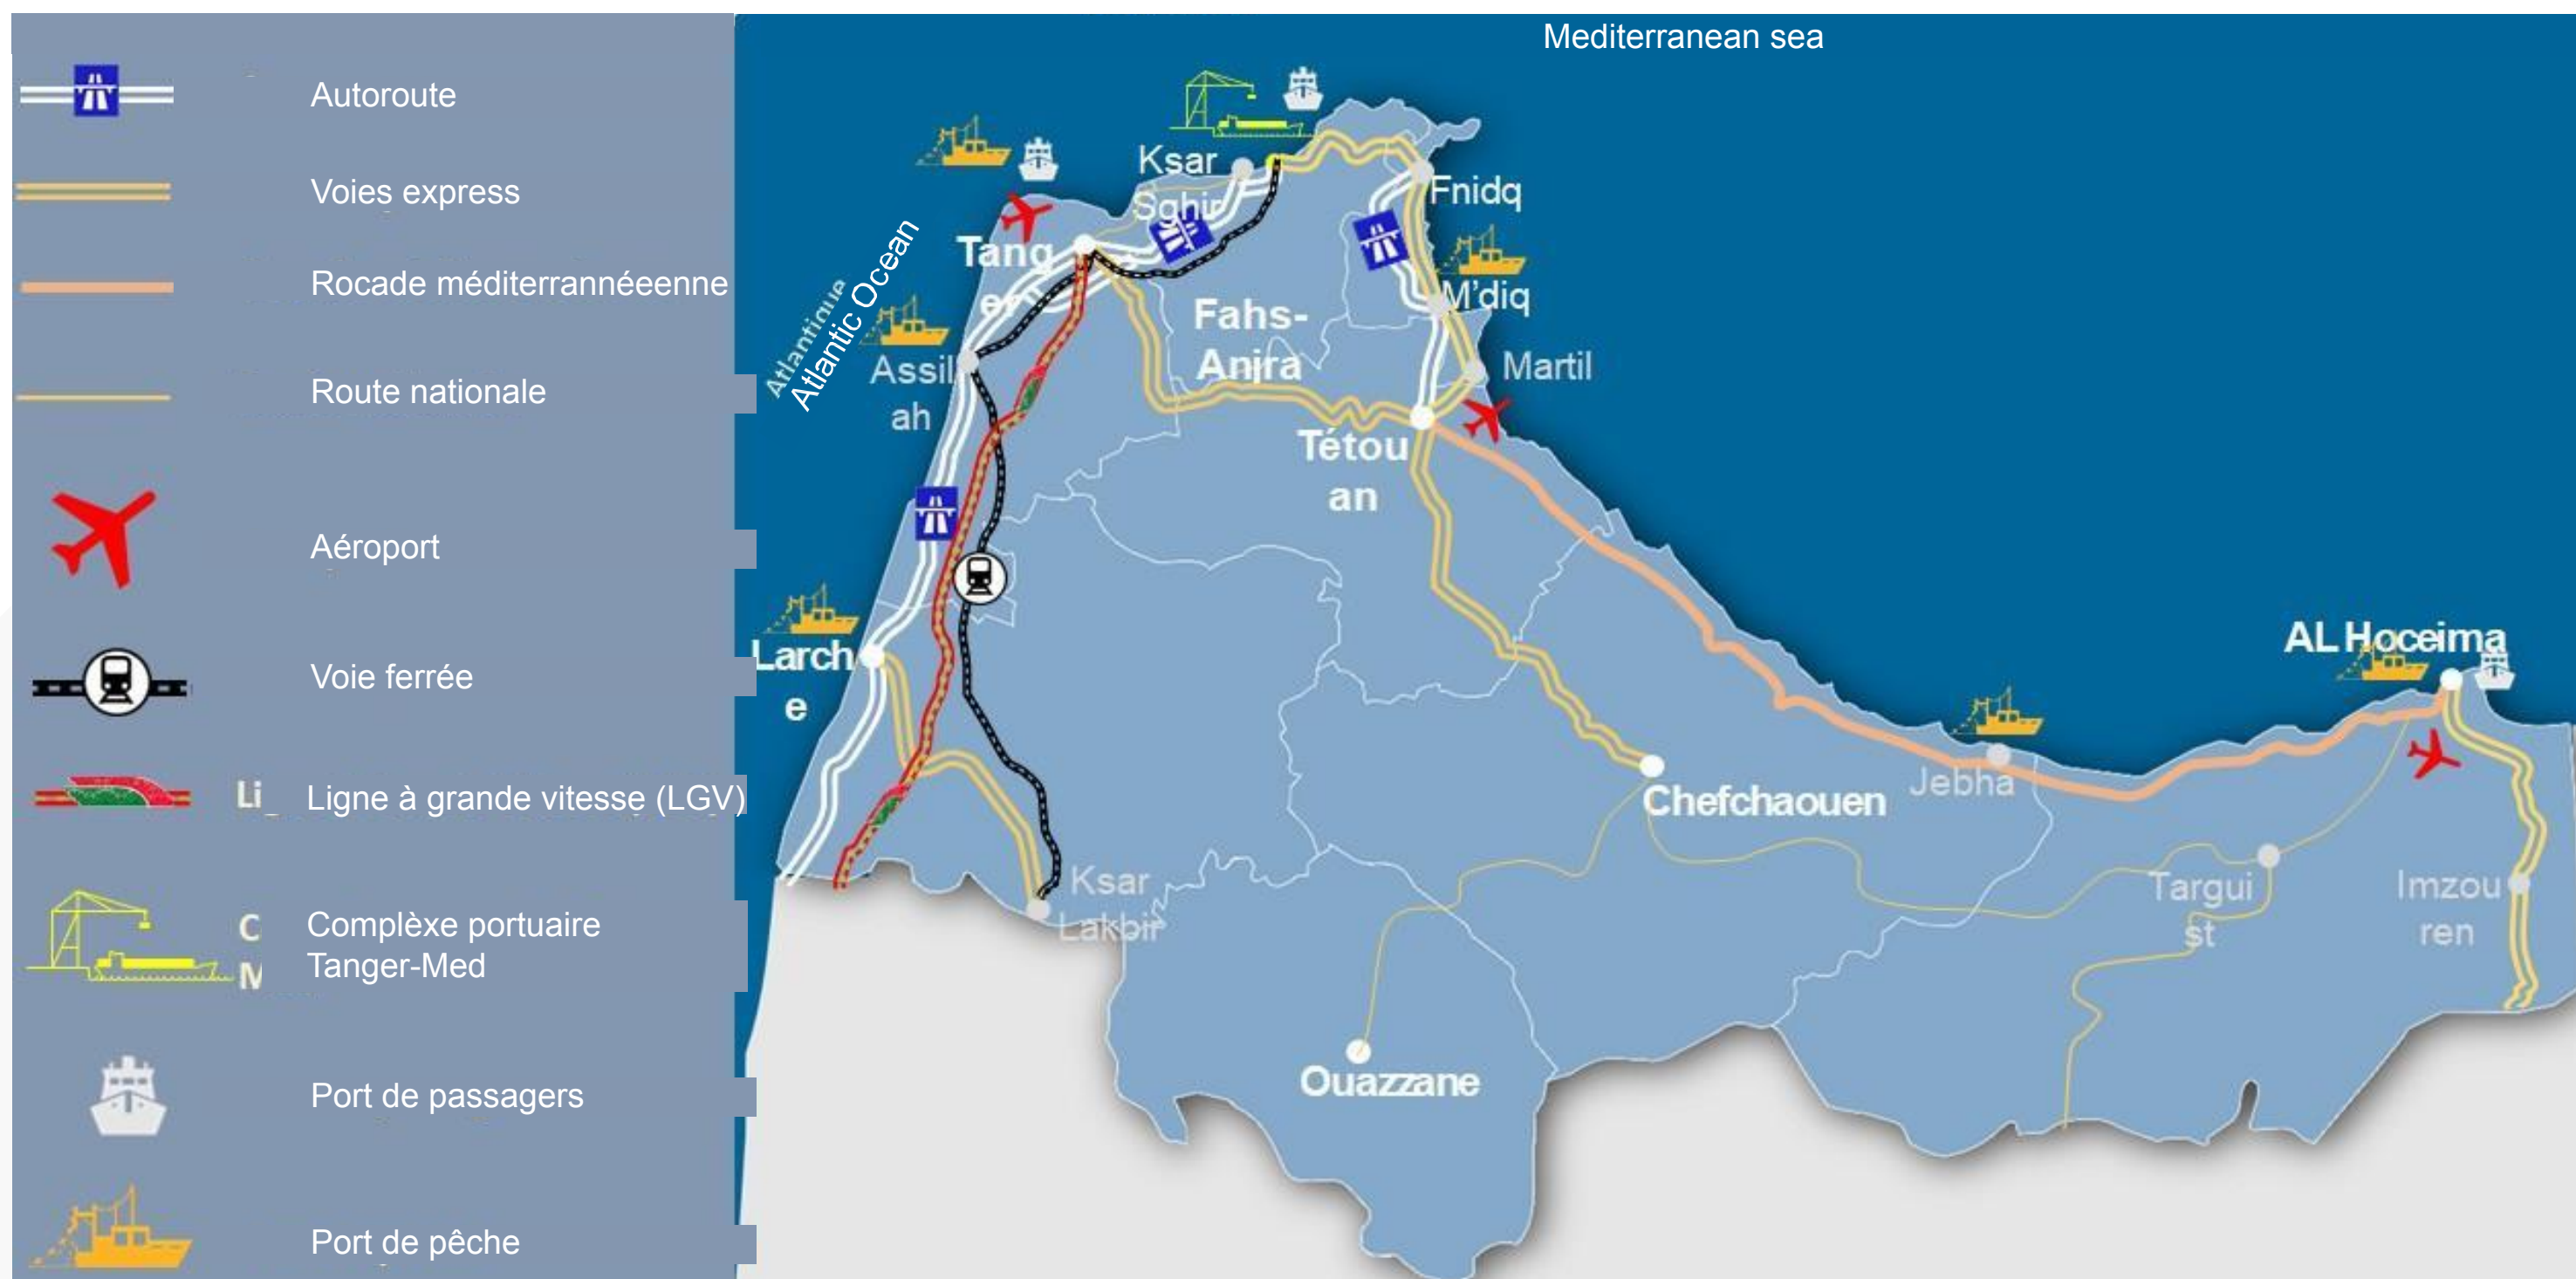 Mediterranean sea
Autoroute
Voies express
Rocade méditerrannéeenne
Route nationale
Aéroport
Voie ferrée
Li
Ligne à grande vitesse (LGV)
C
M
Complèxe portuaire
Tanger-Med
Port de passagers
Port de pêche
Atlantique
Atlantic Ocean
Ksar
Sghir
Fnidq
Tang
er
M'diq
Fahs-
Anjra
Assil
ah
Martil
Tétou
an
Larch
e
AL Hoceima
Jebha
Chefchaouen
Ksar
Lakbir
Targui
st
Imzou
ren
Ouazzane